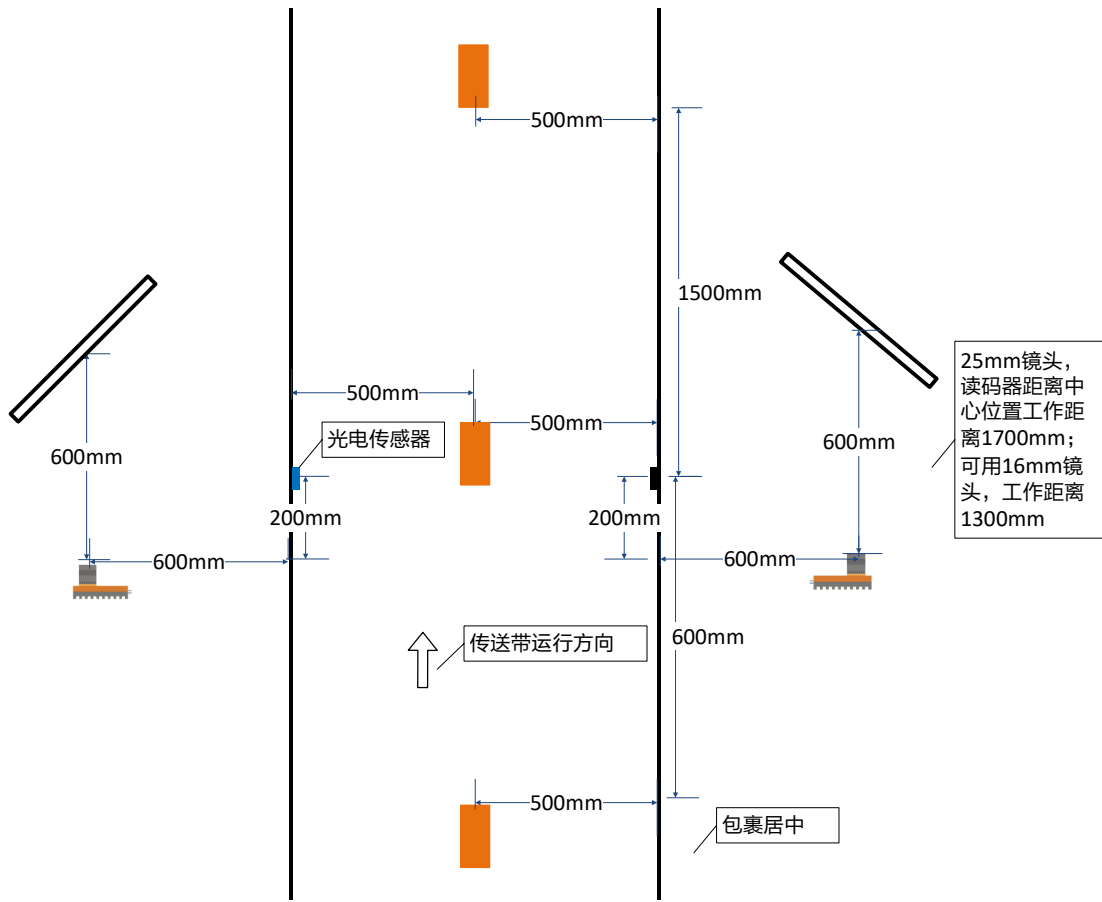 500mm
1500mm
500mm
500mm
光电传感器
600mm
600mm
25mm镜头，
读码器距离中
心位置工作距
离1700mm；
可用16mm镜
头，工作距离
1300mm
200mm
200mm
600mm
600mm
传送带运行方向
600mm
500mm
包裹居中